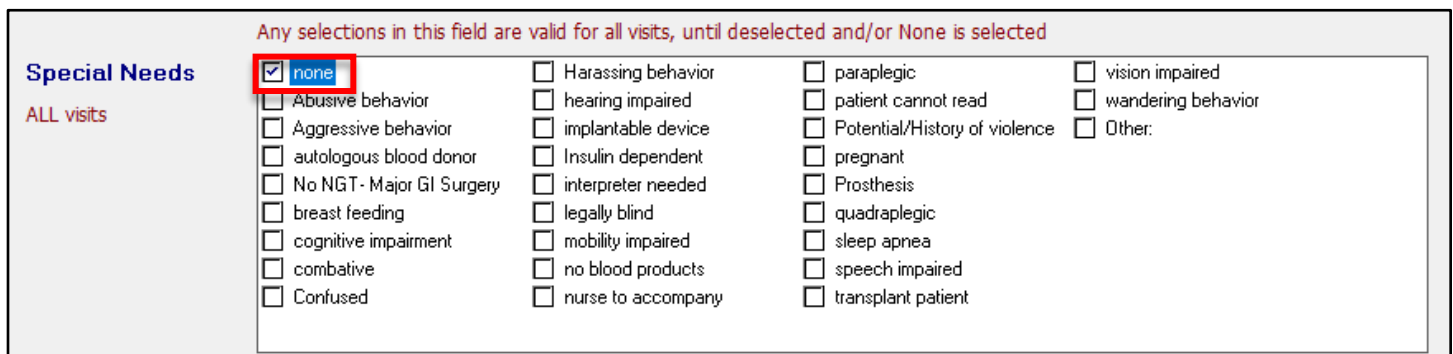 Any selections in this field are valid for all visits, until deselected and/or None is selected
Special Needs
ALL visits
none
Abusive behavior
Aggressive behavior
autologous blood donor
No NGT- Major GI Surgery
breast feeding
cognitive impairment
combative
Confused
Harassing behavior
hearing impaired
implantable device
Insulin dependent
interpreter needed
legally blind
mobility impaired
no blood products
nurse to accompany
paraplegic
patient cannot read
Potential/History of violence
pregnant
Prosthesis
quadraplegic
sleep apnea
speech impaired
transplant patient
vision impaired
wandering behavior
Other: